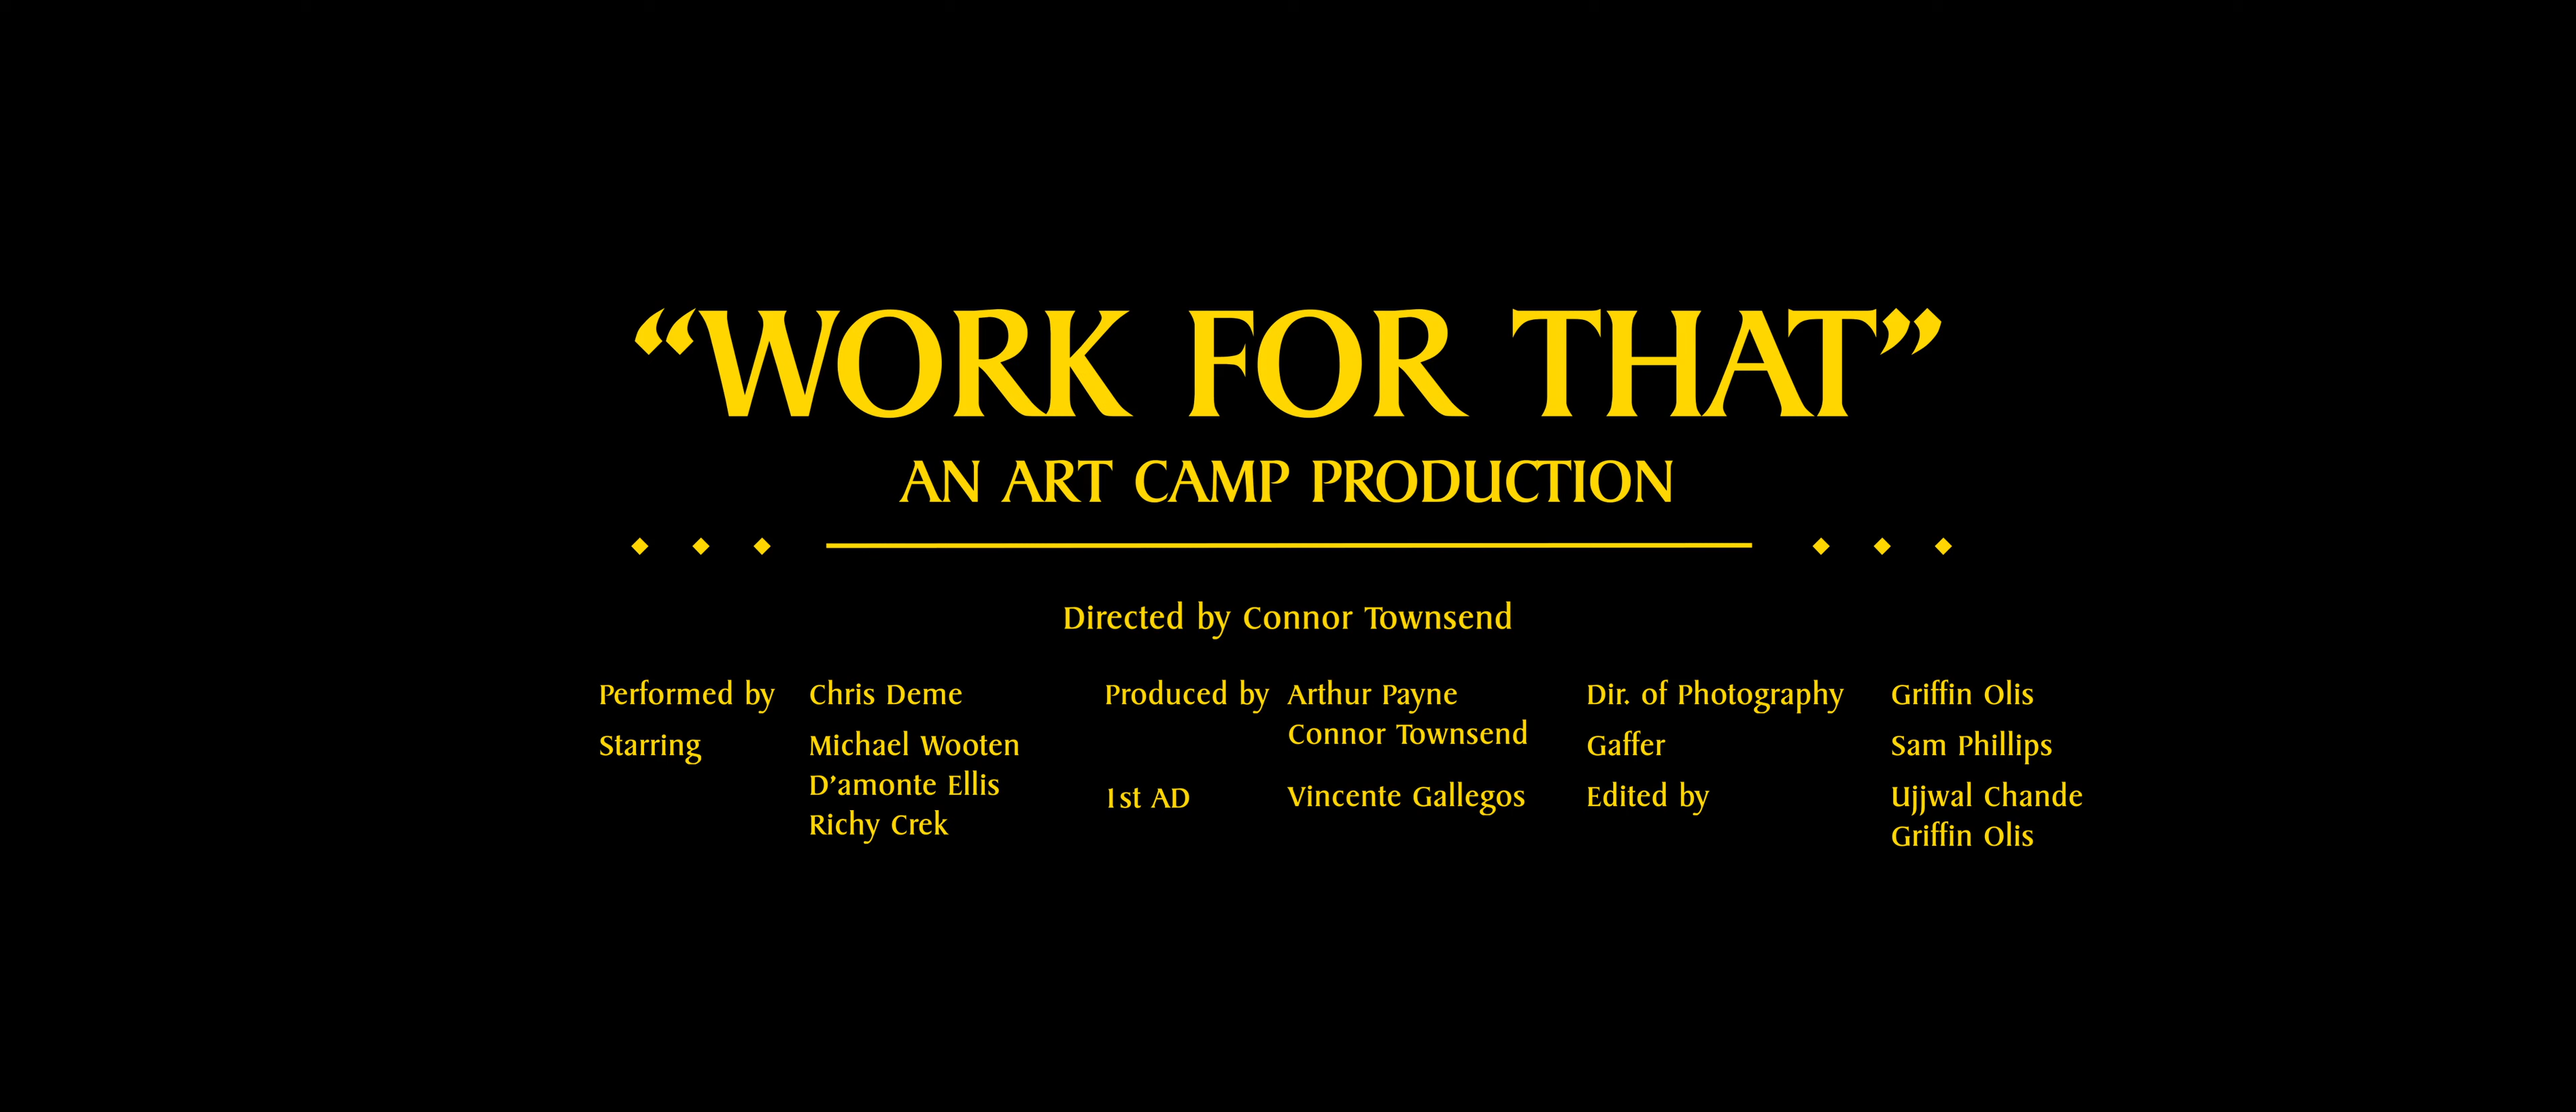 “WORK FOR THAT”
AN ART CAMP PRODUCTION
Directed by Connor Townsend
Performed by Chris Deme
Starring Michael Wooten
D’amonte Ellis
Richy Crek
Produced by Arthur Payne
Connor Townsend
1st AD Vincente Gallegos
Dir. of Photography Griffin Olis
Gaffer Sam Phillips
Edited by Ujjwal Chande
Griffin Olis